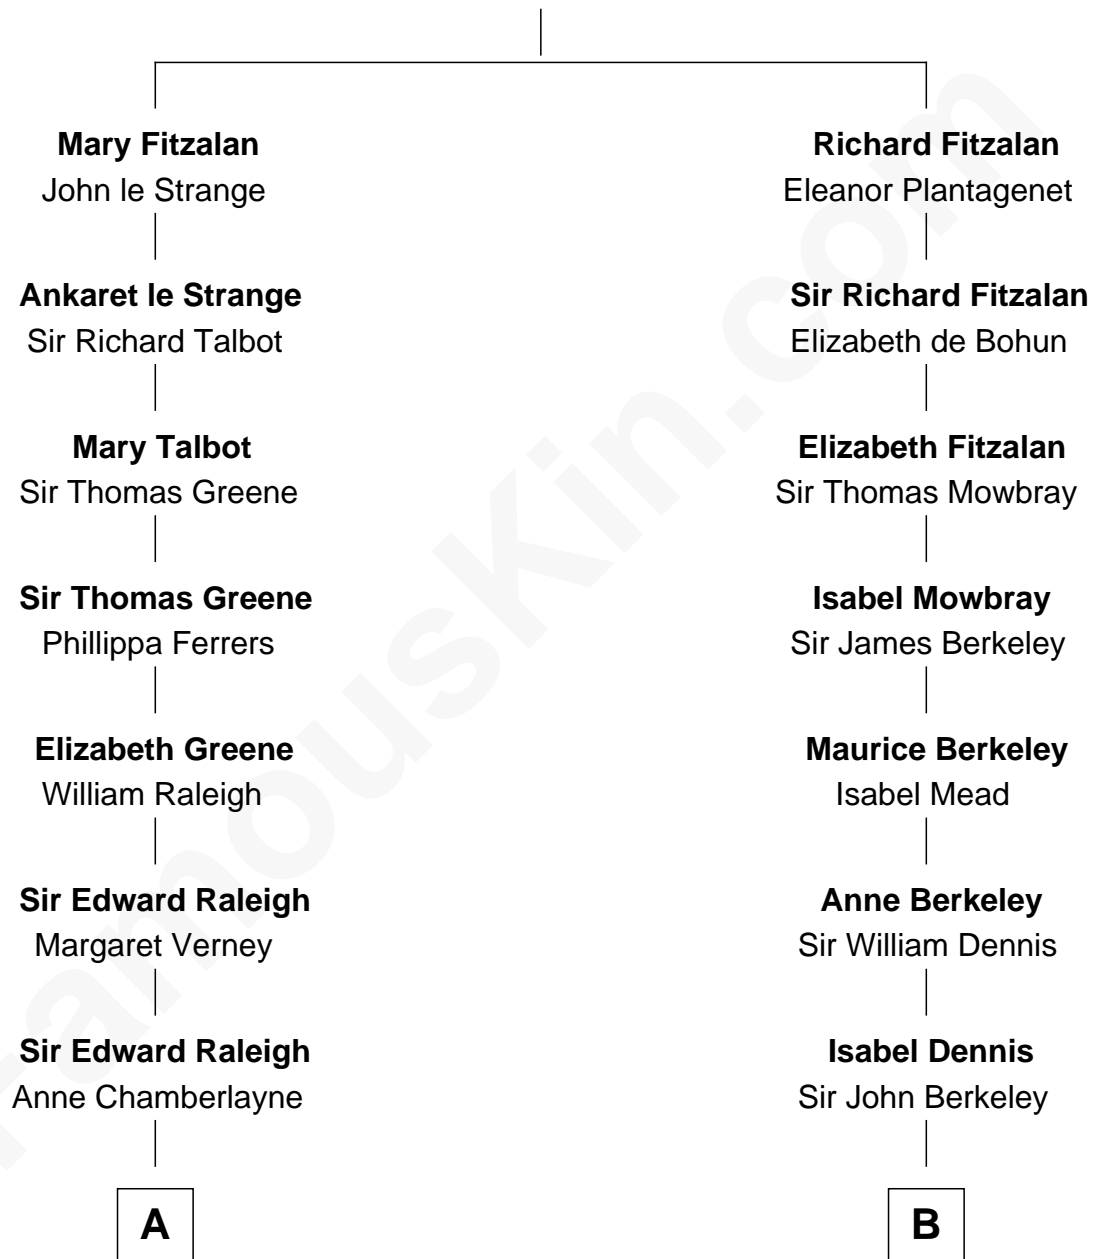 Mary Fitzalan
John le Strange
Richard Fitzalan
Eleanor Plantagenet
Ankaret le Strange
Sir Richard Talbot
Sir Richard Fitzalan
Elizabeth de Bohun
Mary Talbot
Sir Thomas Greene
Elizabeth Fitzalan
Sir Thomas Mowbray
Sir Thomas Greene
Phillippa Ferrers
Isabel Mowbray
Sir James Berkeley
Elizabeth Greene
William Raleigh
Maurice Berkeley
Isabel Mead
Sir Edward Raleigh
Margaret Verney
Anne Berkeley
Sir William Dennis
Sir Edward Raleigh
Anne Chamberlayne
Isabel Dennis
Sir John Berkeley
A
B
FamousKin.com